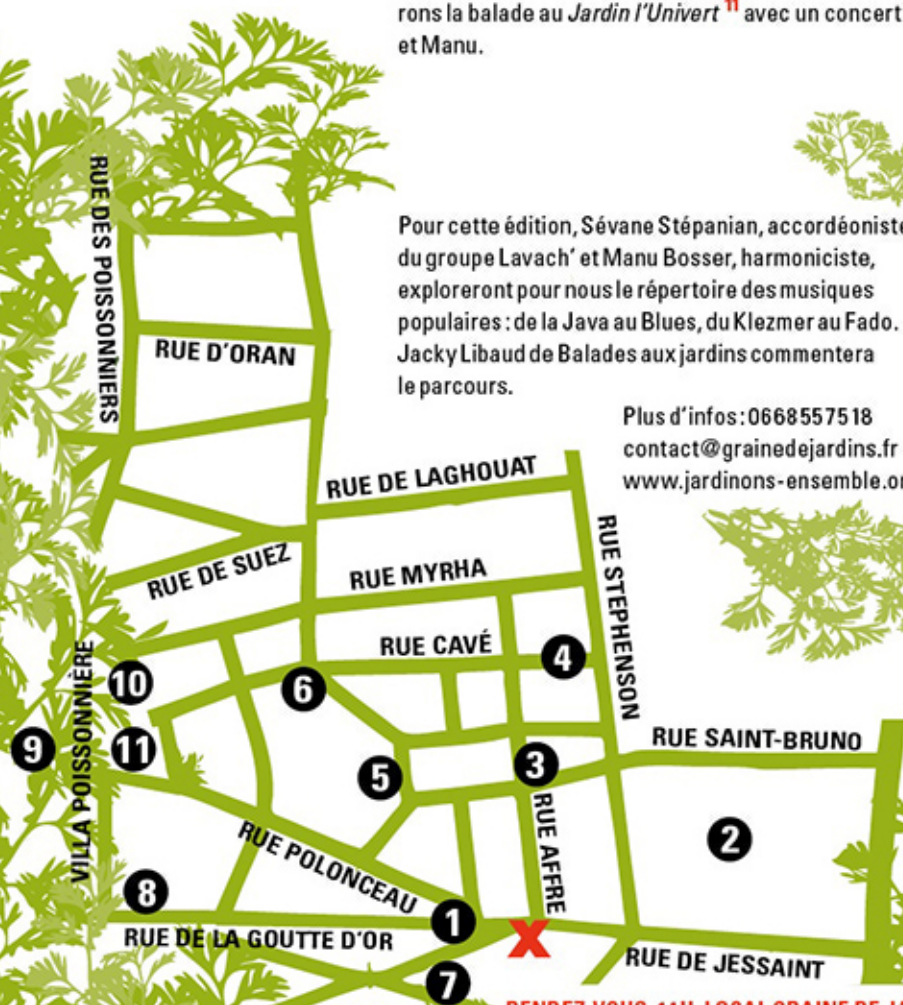 rons la balade au Jardin l'Univert 11 avec un concert
et Manu.
Pour cette édition, Sévane Stépanian, accordéoniste
du groupe Lavach' et Manu Bosser, harmoniciste,
exploreront pour nous le répertoire des musiques
populaires : de la Java au Blues, du Klezmer au Fado.
Jacky Libaud de Balades aux jardins commentera
le parcours.
Plus d'infos : 0668557518
contact@grainedejardins.fr
www.jardinons-ensemble.or
RUE DES POISSONNIERS
RUE D'ORAN
RUE DE LAGHOUAT
RUE DE SUEZ
RUE MYRHA
RUE STEPHENSON
RUE CAVÉ
4
10
6
VILLA POISSONNIÈRE
9
11
5
3
RUE SAINT-BRUNO
RUE AFFRE
2
RUE POLONCEAU
8
1
X
RUE DE LA GOUTTE D'OR
RUE DE JESSAINT
7